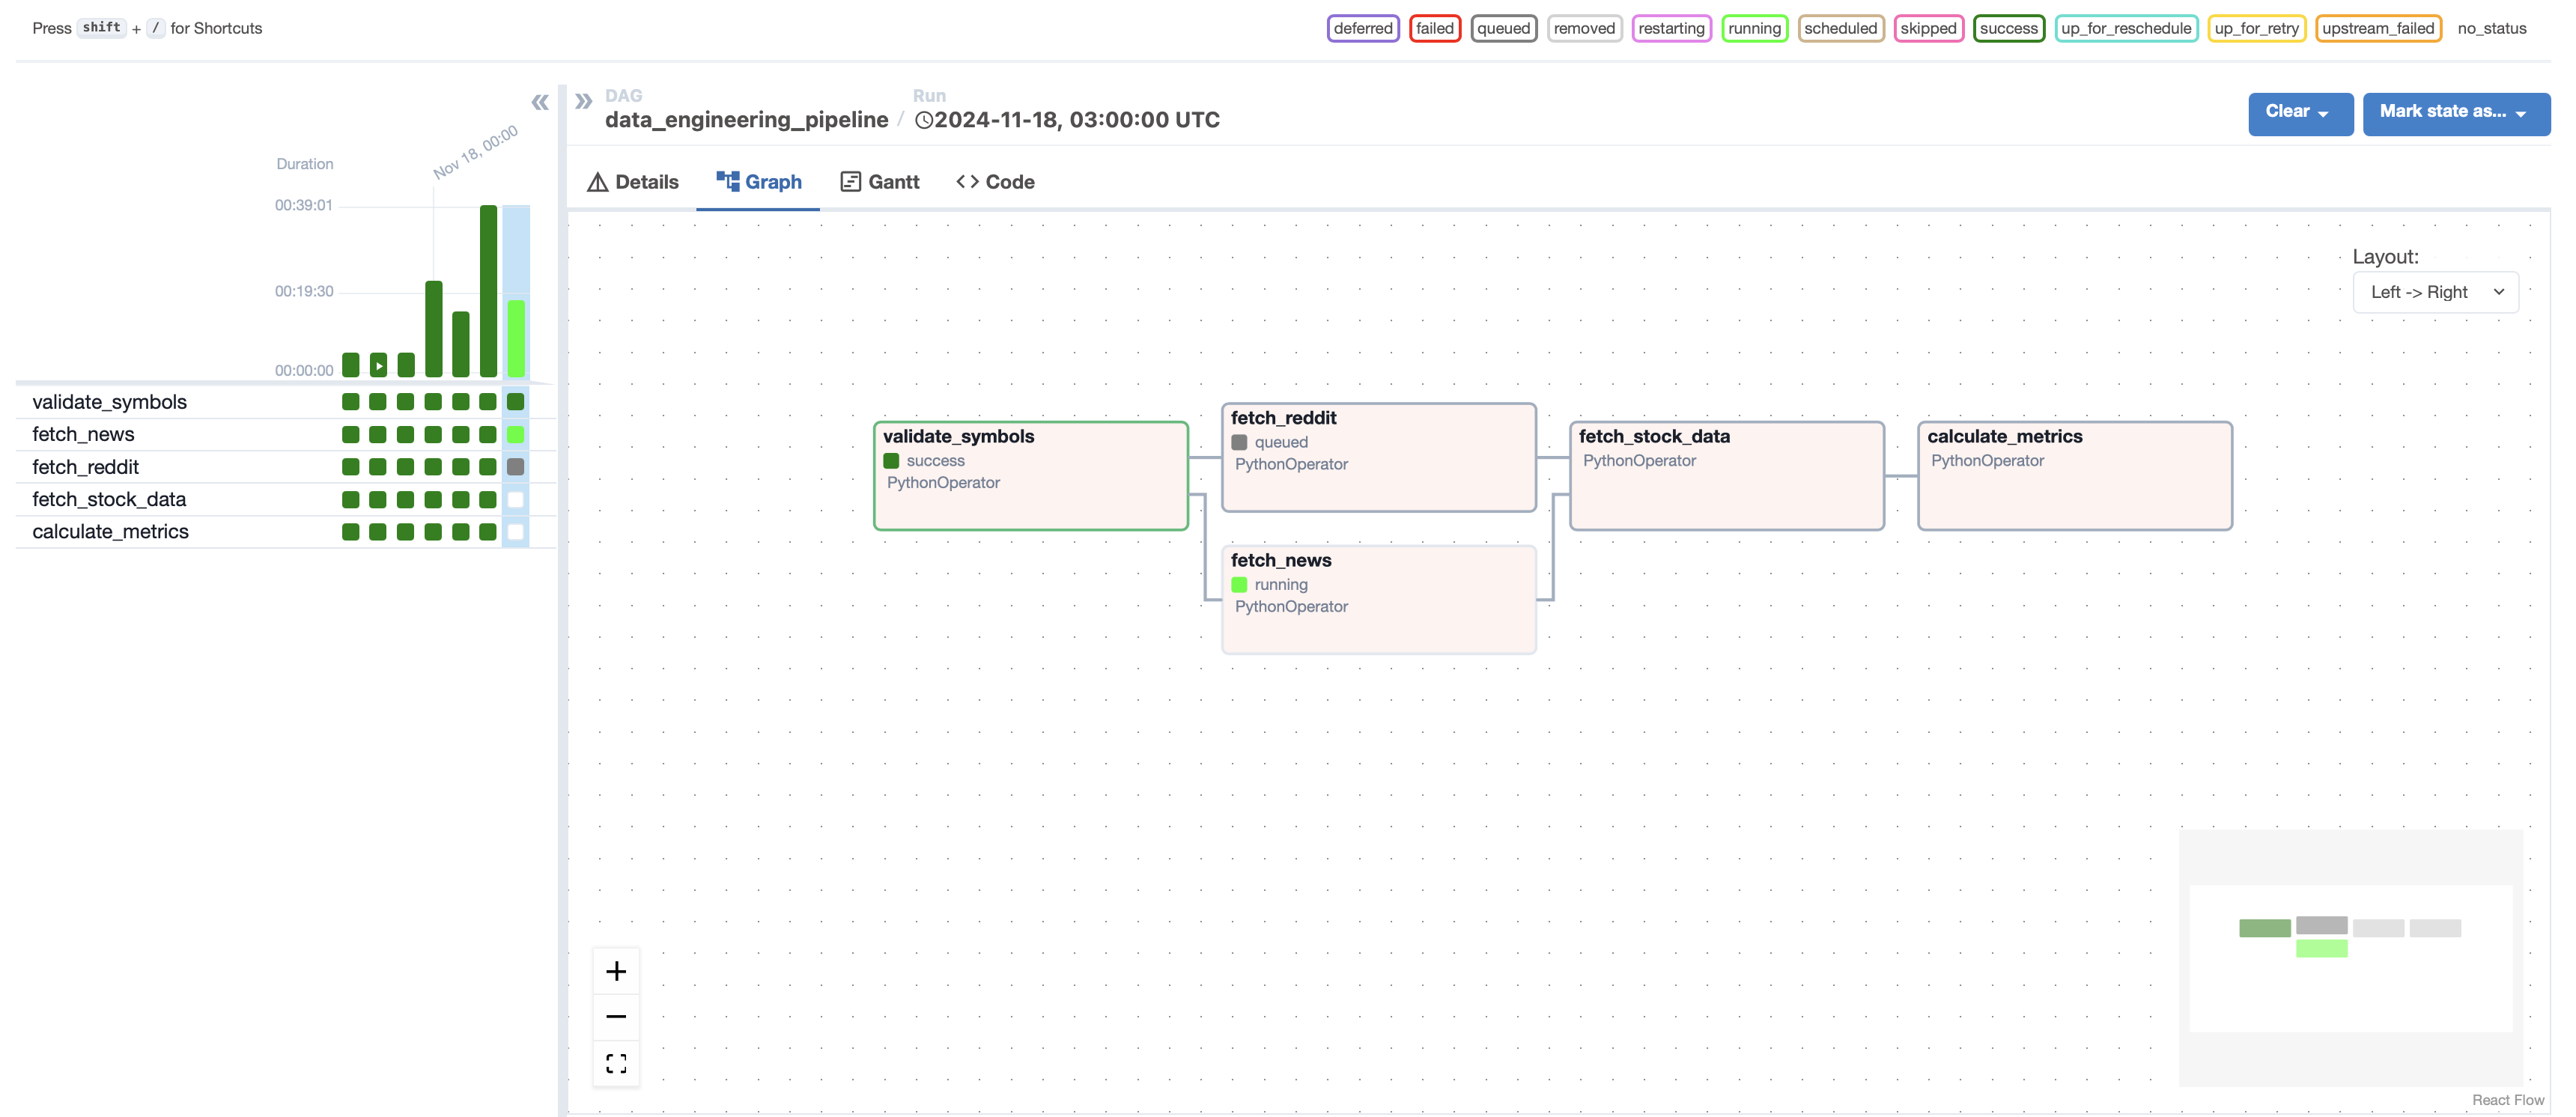 Press shift + / for Shortcuts
deferred failed queued removed restarting running scheduled skipped success up_for_reschedule up_for_retry upstream_failed no_status
DAG
data_engineering_pipeline
/
Run
2024-11-18, 03:00:00 UTC
Clear
Mark state as...
Nov 18, 00:00
Duration
00:39:01
00:19:30
00:00:00
validate_symbols
fetch_news
fetch_reddit
fetch_stock_data
calculate_metrics
Details
Graph
Gantt
Code
Layout:
Left -> Right
validate_symbols
success
PythonOperator
fetch_reddit
queued
PythonOperator
fetch_news
running
PythonOperator
fetch_stock_data
PythonOperator
calculate_metrics
PythonOperator
React Flow